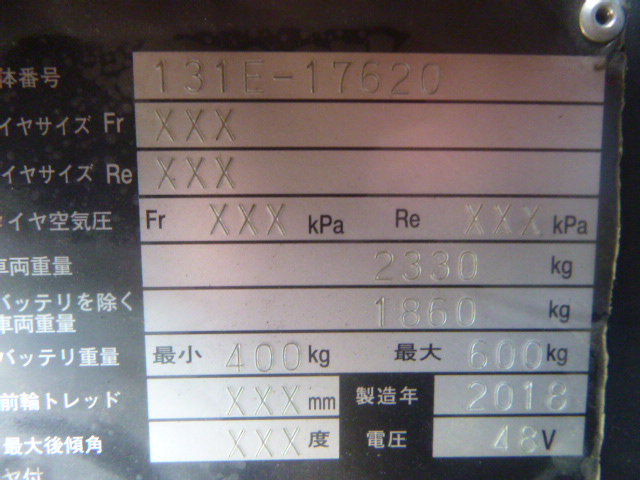 体番号 131E-17620
イヤサイズ Fr XXX
イヤサイズ Re XXX
イヤ空気圧 Fr XXX kPa Re XXX kPa
車両重量 2330 kg
バッテリを除く
車両重量 1860 kg
バッテリ重量 最小 400 kg 最大 600 kg
前輪トレッド XXX mm 製造年 2018
最大後傾角 XXX 度 電圧 48 V
ヤ付